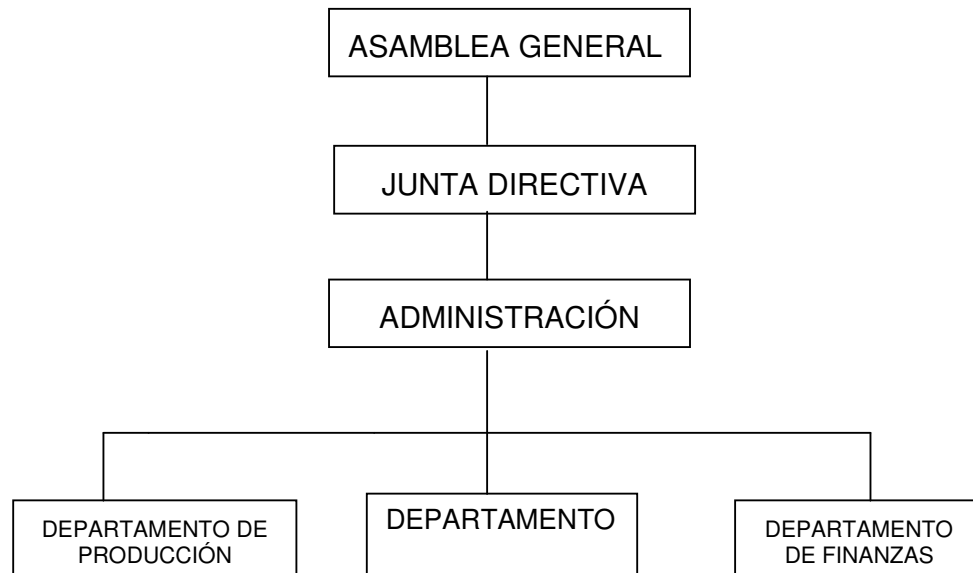 ASAMBLEA GENERAL
JUNTA DIRECTIVA
ADMINISTRACIÓN
DEPARTAMENTO DE
PRODUCCIÓN
DEPARTAMENTO
DEPARTAMENTO
DE FINANZAS